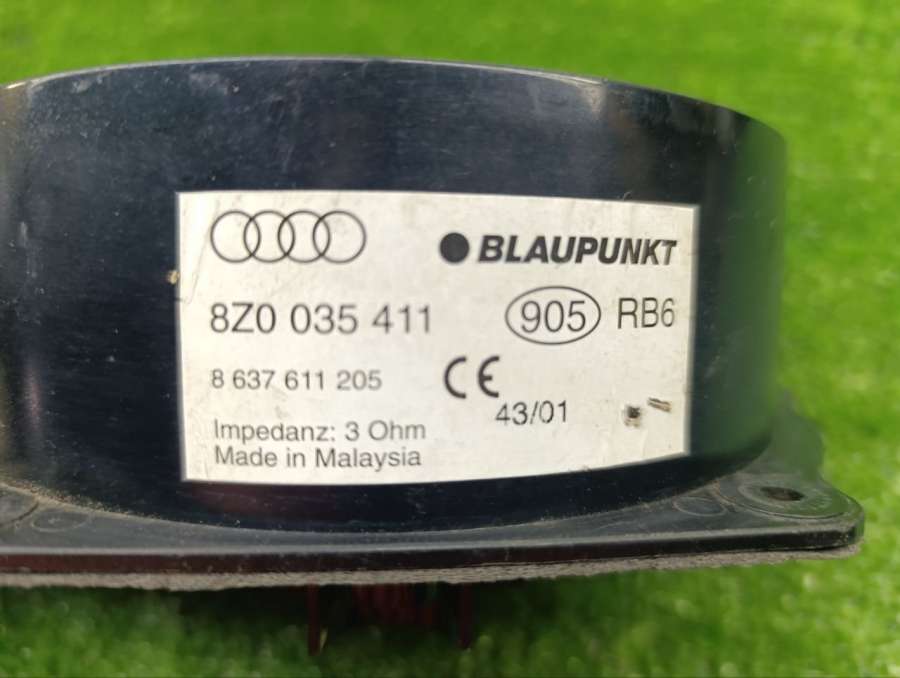 BLAUPUNKT
8Z0 035 411 905 RB6
8 637 611 205 CE
43/01
Impedanz: 3 Ohm
Made in Malaysia